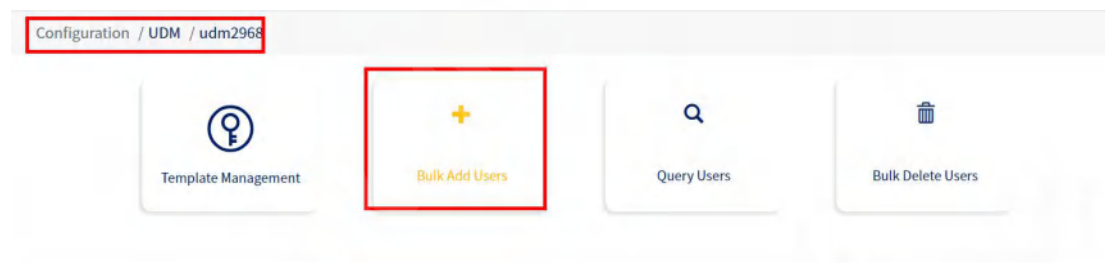 Configuration / UDM / udm2968
Template Management
Bulk Add Users
Query Users
Bulk Delete Users